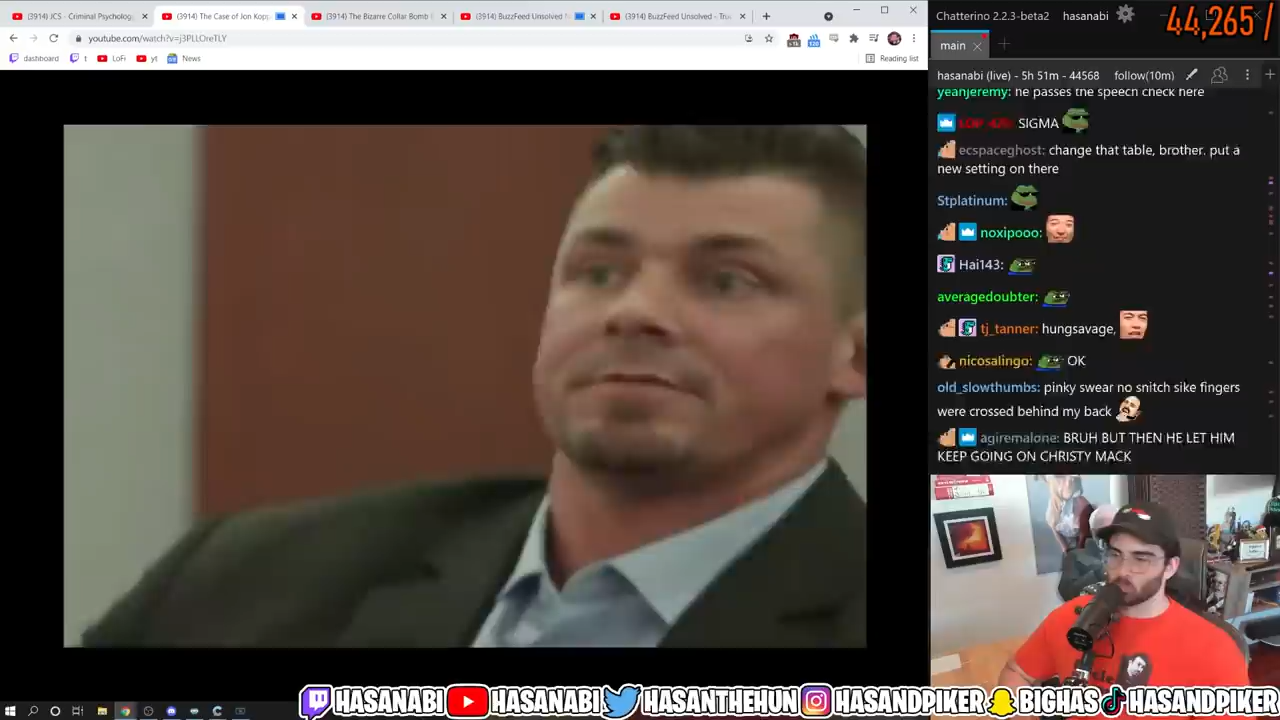 (3914) JCS - Criminal Psycholog
(3914) The Case of Jon Kopp
(3914) The Bizarre Collar Bomb
(3914) BuzzFeed Unsolved
(3914) BuzzFeed Unsolved - Tru
youtube.com/watch?v=j3PLLOreTLY
dashboard
t
LoFi
yt
News
Reading list
Chatterino 2.2.3-beta2
hasanabi
44,265 /
main
hasanabi (live) - 5h 51m - 44568
follow(10m)
yeanjeremy: he passes the speech check here
SIGMA
ecspaceghost: change that table, brother. put a
new setting on there
Stplatinum:
noxipooo:
Hai143:
averagedoubter:
tj_tanner: hungsavage,
nicosalingo: OK
old_slowthumbs: pinky swear no snitch sike fingers
were crossed behind my back
agiremalone: BRUH BUT THEN HE LET HIM
KEEP GOING ON CHRISTY MACK
HASANABI
HASANABI
HASANTHEHUN
HASANDPIKER
BIGHAS
HASANDPIKER